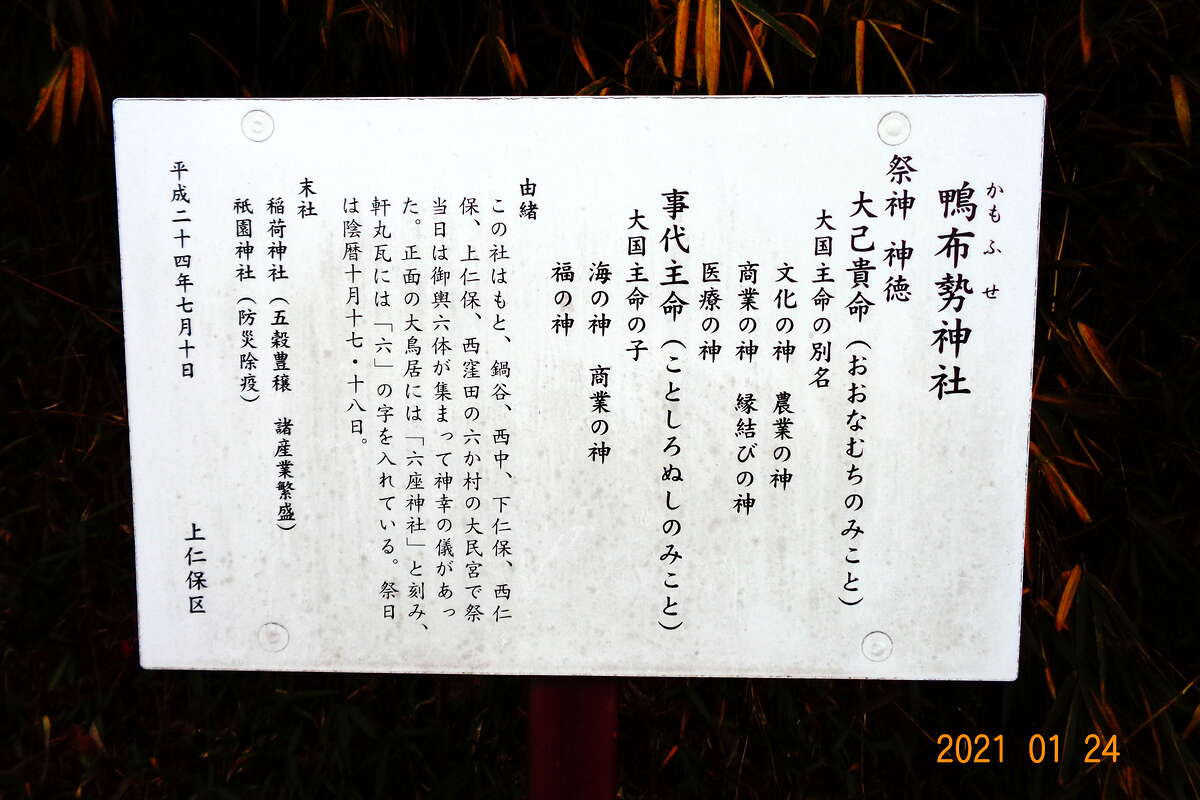 かもふせ
鴨布勢神社
祭神 神徳
大己貴命(おおなむちのみこと)
大国主命の別名
文化の神 農業の神
商業の神 縁結びの神
医療の神
事代主命(ことしろぬしのみこと)
大国主命の子
海の神 商業の神
福の神
由緒
この社はもと、鍋谷、西中、下仁保、西仁
保、上仁保、西窪田の六か村の大民宮で祭
当日は御輿六体が集まって神幸の儀があっ
た。正面の大鳥居には「六座神社」と刻み、
軒丸瓦には「六」の字を入れている。祭日
は陰暦十月十七・十八日。
末社
稲荷神社(五穀豊穣 諸産業繁盛)
祇園神社(防災除疫)
平成二十四年七月十日
上仁保区
2021 01 24